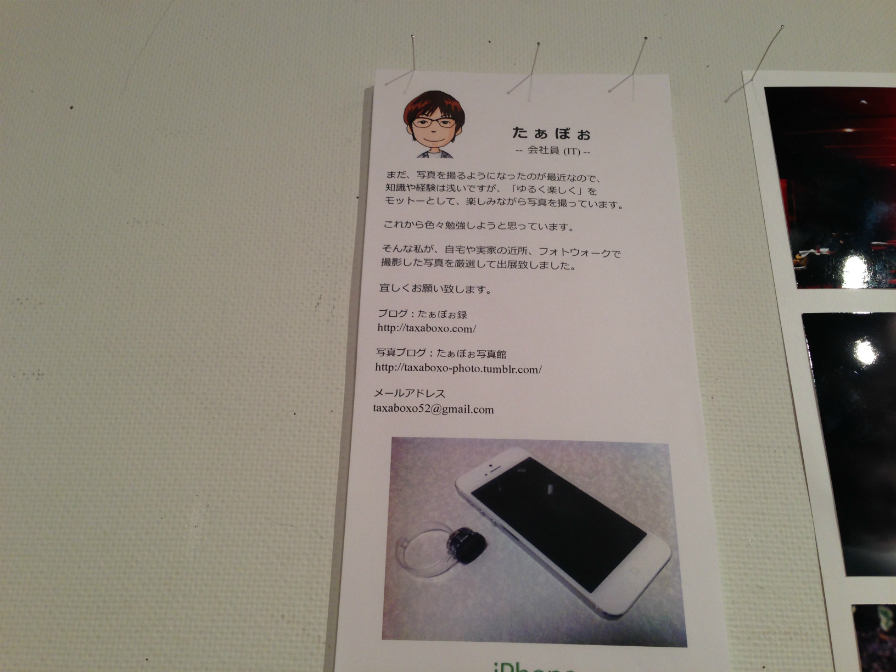 たぁぼぉ
-- 会社員 (IT) --
まだ、写真を撮るようになったのが最近なので、
知識や経験は浅いですが、「ゆるく楽しく」を
モットーとして、楽しみながら写真を撮っています。
これから色々勉強しようと思っています。
そんな私が、自宅や実家の近所、フォトウォークで
撮影した写真を厳選して出展致しました。
宜しくお願い致します。
ブログ：たぁぼぉ録
http://taxaboxo.com/
写真ブログ：たぁぼぉ写真館
http://taxaboxo-photo.tumblr.com/
メールアドレス
taxaboxo52@gmail.com
iPhone